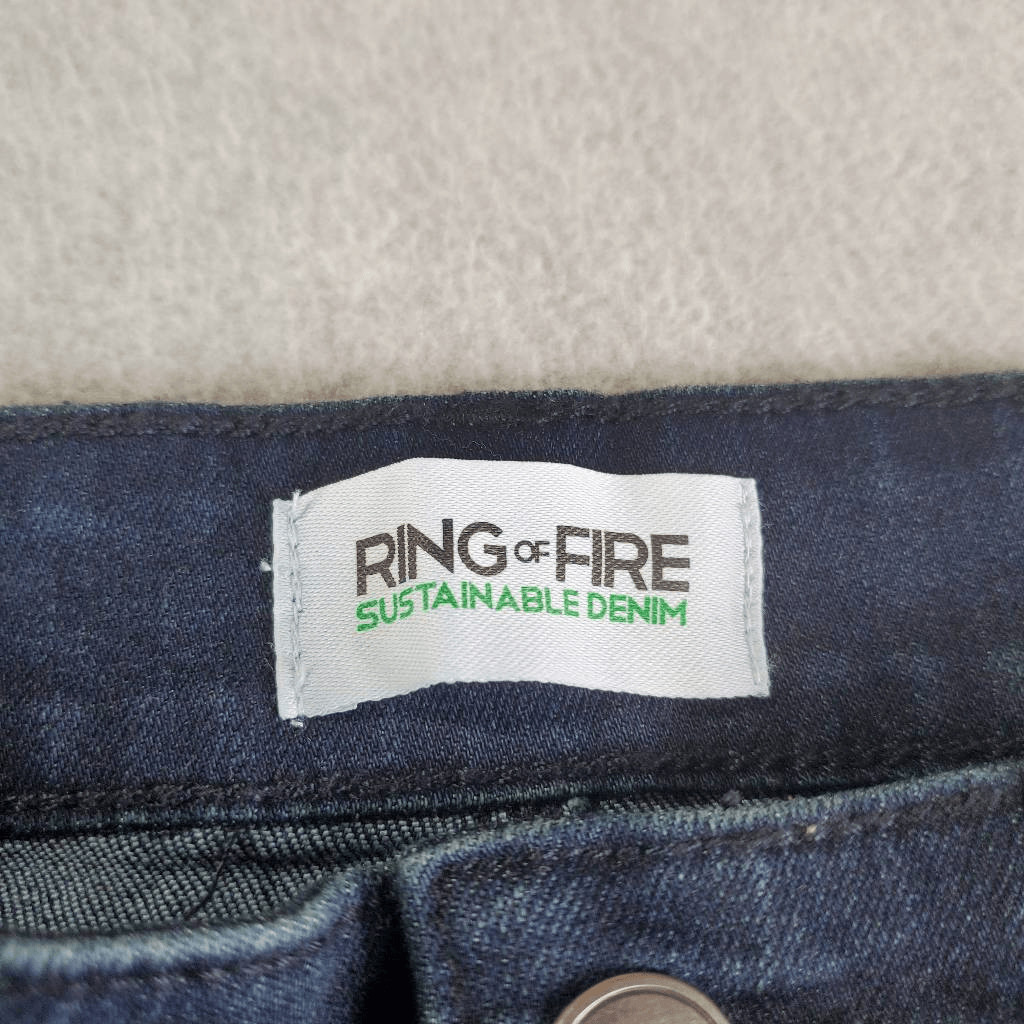 RING OF FIRE
SUSTAINABLE DENIM